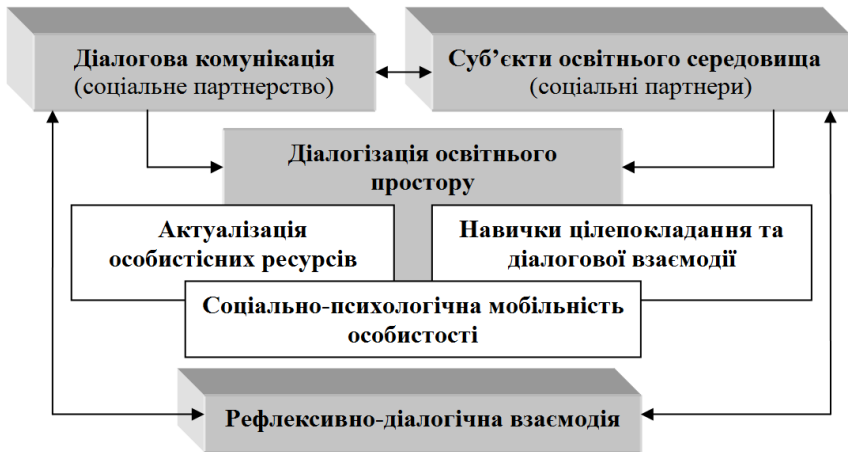 Діалогова комунікація
(соціальне партнерство)
Суб’єкти освітнього середовища
(соціальні партнери)
Діалогізація освітнього
простору
Актуалізація
особистісних ресурсів
Навички цілепокладання та
діалогової взаємодії
Соціально-психологічна мобільність
особистості
Рефлексивно-діалогічна взаємодія